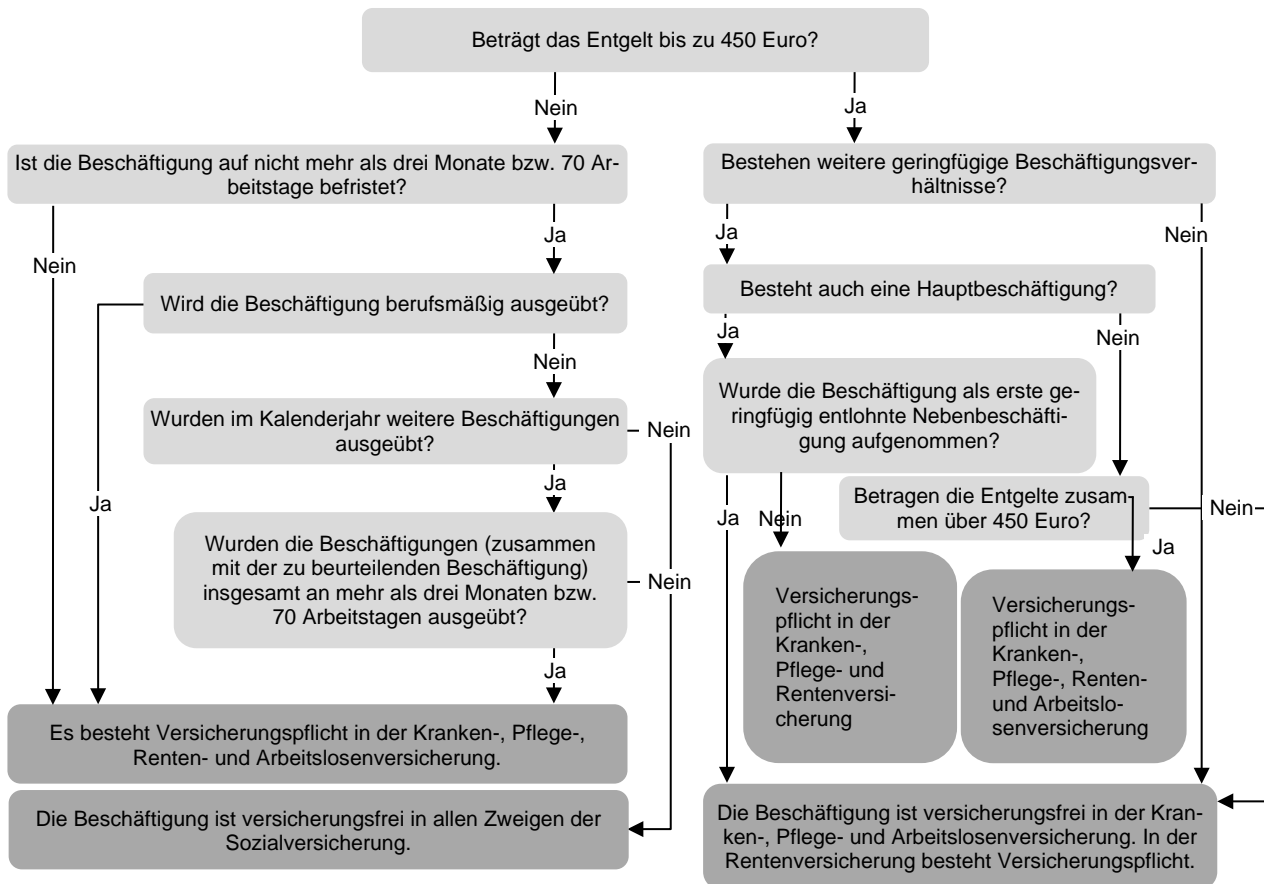 Beträgt das Entgelt bis zu 450 Euro?
Nein
Ja
Ist die Beschäftigung auf nicht mehr als drei Monate bzw. 70 Ar-
beitstage befristet?
Bestehen weitere geringfügige Beschäftigungsver-
hältnisse?
Nein
Ja
Ja
Nein
Wird die Beschäftigung berufsmäßig ausgeübt?
Besteht auch eine Hauptbeschäftigung?
Ja
Nein
Ja
Nein
Wurden im Kalenderjahr weitere Beschäftigungen
ausgeübt?
Nein
Wurde die Beschäftigung als erste ge-
ringfügig entlohnte Nebenbeschäfti-
gung aufgenommen?
Ja
Ja
Nein
Betragen die Entgelte zusam
men über 450 Euro?
Nein
Ja
Wurden die Beschäftigungen (zusammen
mit der zu beurteilenden Beschäftigung)
insgesamt an mehr als drei Monaten bzw.
70 Arbeitstagen ausgeübt?
Nein
Ja
Versicherungs-
pflicht in der
Kranken-,
Pflege- und
Rentenversi-
cherung
Versicherungs-
pflicht in der
Kranken-,
Pflege-, Renten-
und Arbeitslo-
senversicherung
Es besteht Versicherungspflicht in der Kranken-, Pflege-,
Renten- und Arbeitslosenversicherung.
Die Beschäftigung ist versicherungsfrei in allen Zweigen der
Sozialversicherung.
Die Beschäftigung ist versicherungsfrei in der Kran-
ken-, Pflege- und Arbeitslosenversicherung. In der
Rentenversicherung besteht Versicherungspflicht.